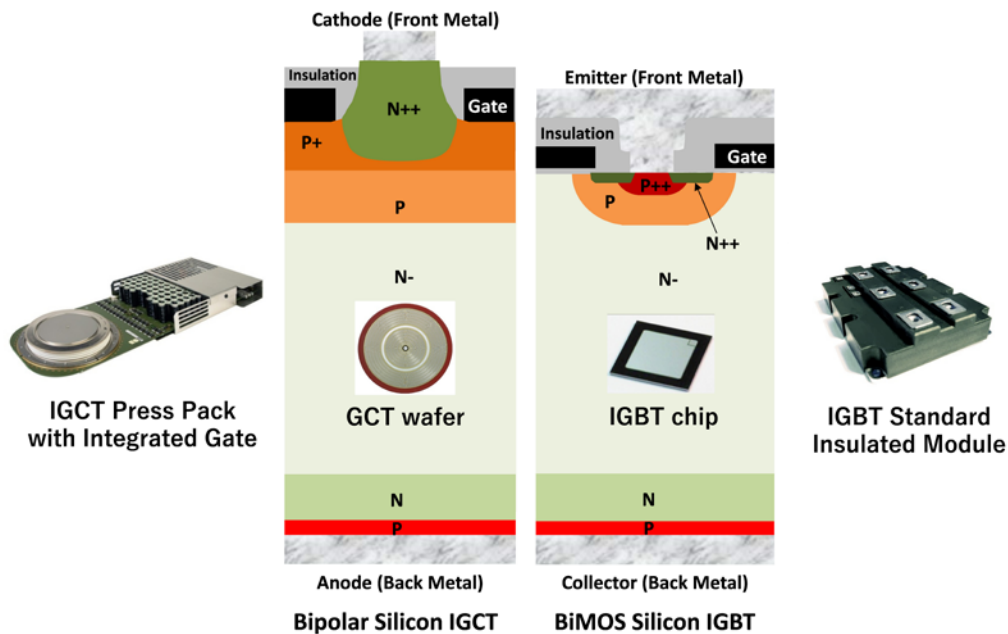 Cathode (Front Metal)
Insulation
N++
Gate
P+
P
N-
GCT wafer
N
P
Anode (Back Metal)
Bipolar Silicon IGCT
Emitter (Front Metal)
Insulation
Gate
P++
P
N++
N-
IGBT chip
N
P
Collector (Back Metal)
BiMOS Silicon IGBT
IGCT Press Pack
with Integrated Gate
IGBT Standard
Insulated Module